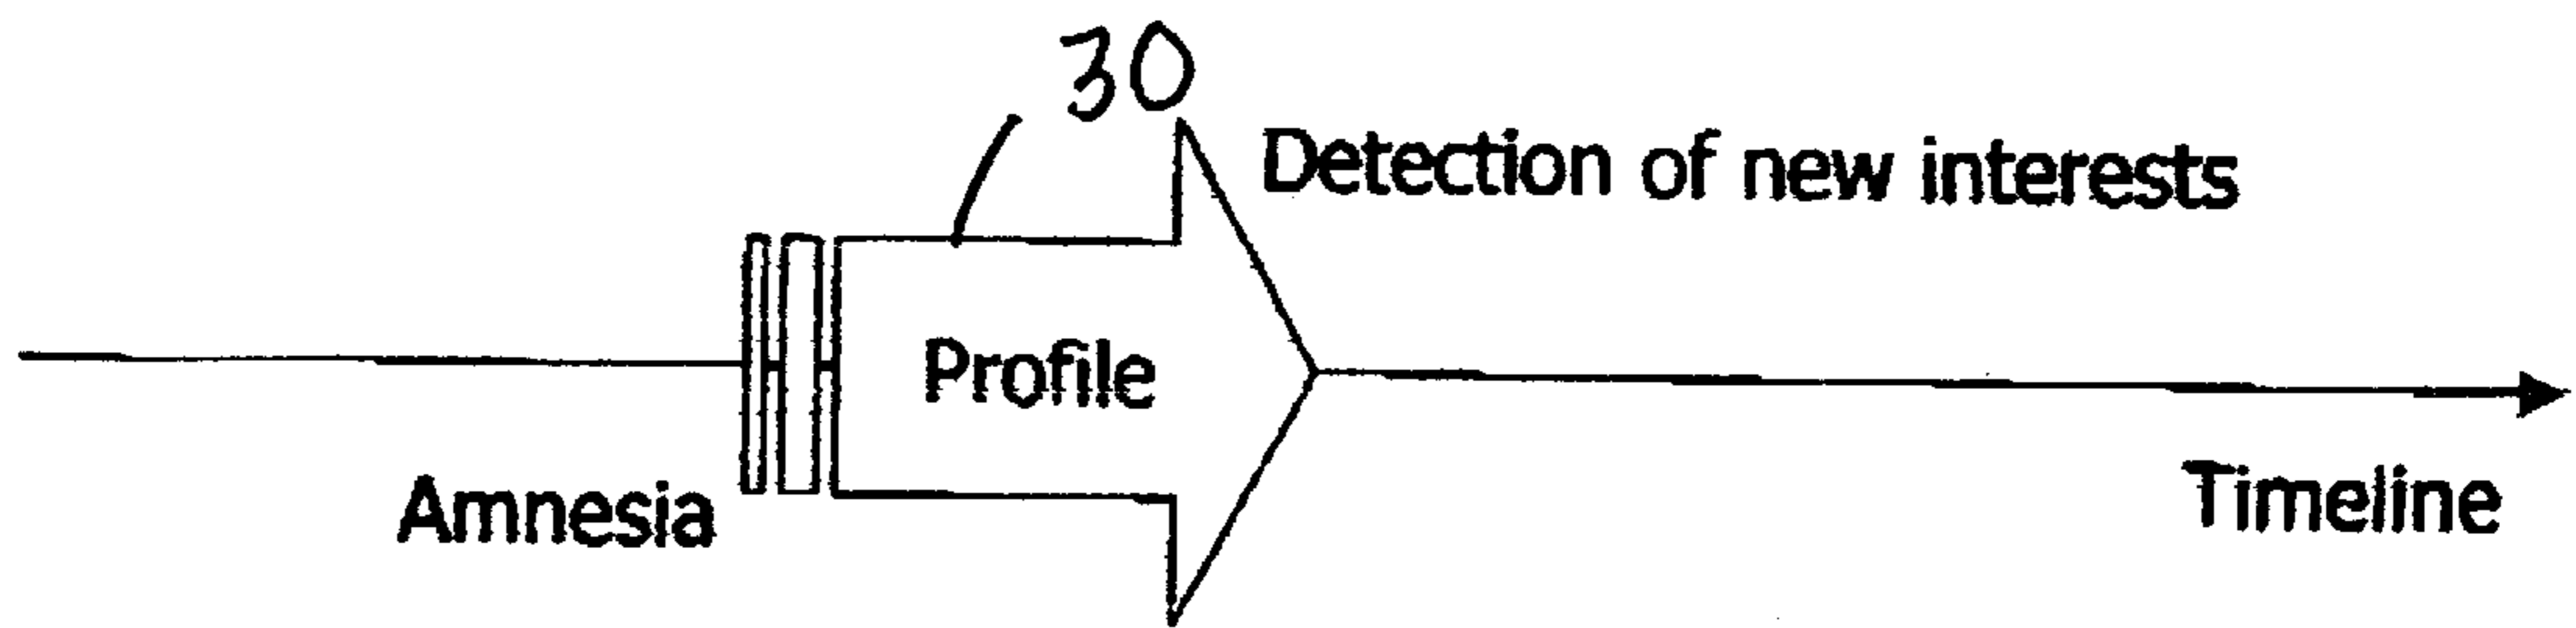 30
Detection of new interests
Profile
Amnesia
Timeline